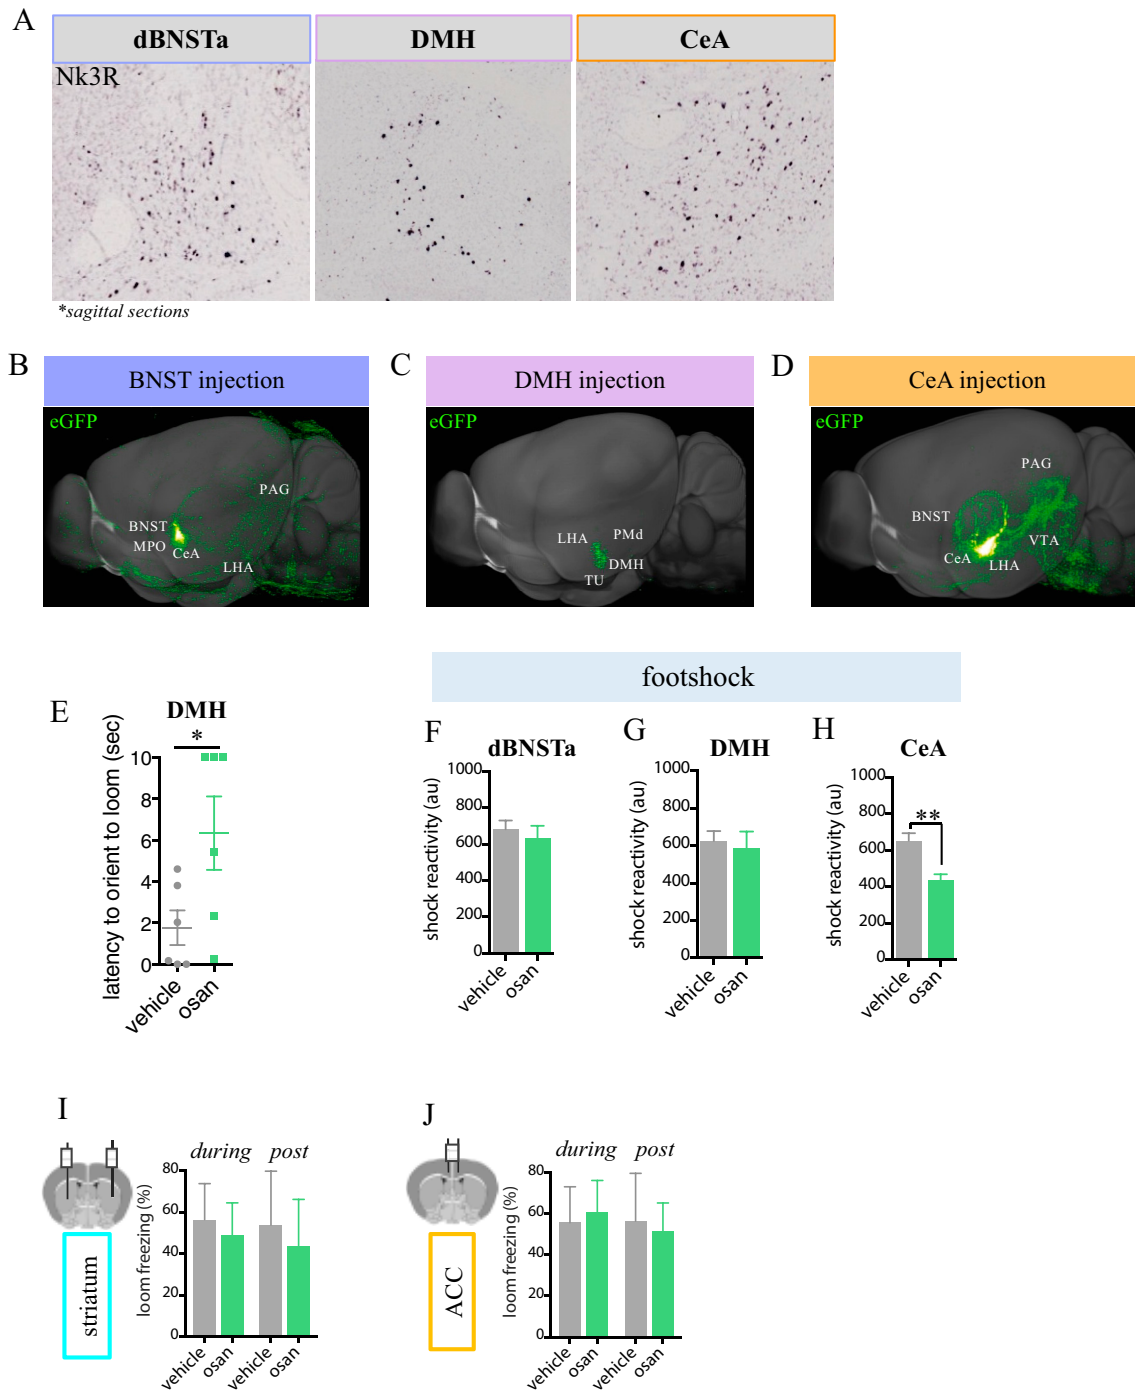 A
dBNSTa
DMH
CeA
Nk3R
*sagittal sections
B
BNST injection
C
DMH injection
D
CeA injection
eGFP
PAG
BNST
MPO
CeA
LHA
eGFP
LHA
PMd
DMH
TU
eGFP
PAG
BNST
VTA
CeA
LHA
footshock
E
DMH
*
latency to orient to loom (sec)
10
8
6
4
2
0
vehicle
osan
F
dBNSTa
shock reactivity (au)
1000
800
600
400
200
0
vehicle
osan
G
DMH
shock reactivity (au)
1000
800
600
400
200
0
vehicle
osan
H
CeA
**
shock reactivity (au)
1000
800
600
400
200
0
vehicle
osan
I
striatum
during
post
loom freezing (%)
80
60
40
20
0
vehicle
osan
vehicle
osan
J
ACC
during
post
loom freezing (%)
80
60
40
20
0
vehicle
osan
vehicle
osan